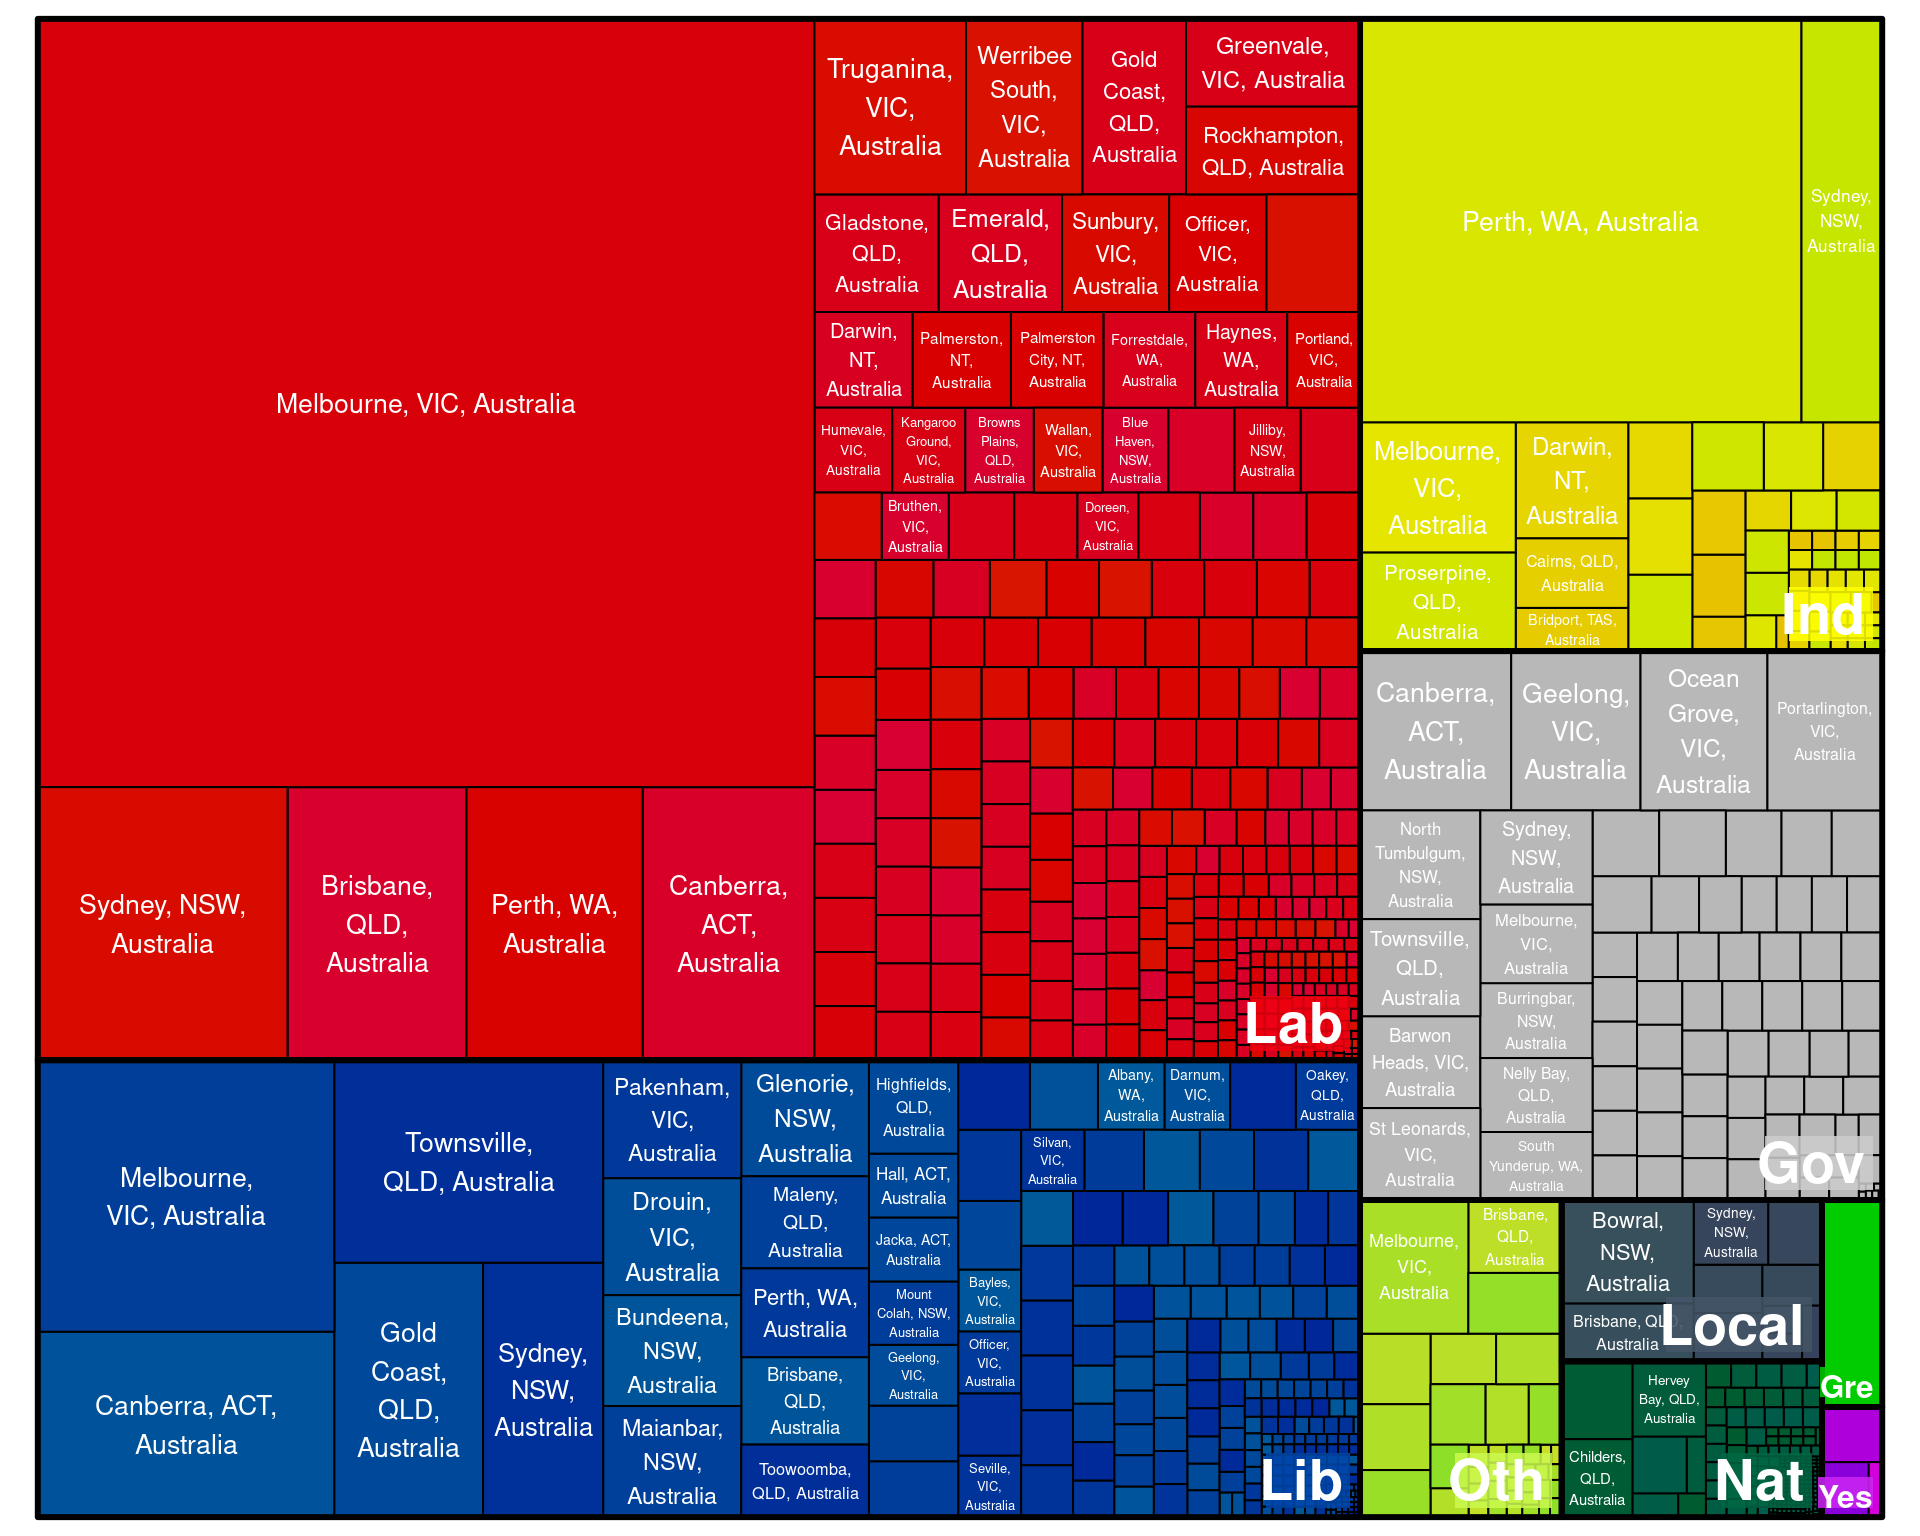 Melbourne, VIC, Australia
Sydney, NSW,
Australia
Brisbane,
QLD,
Australia
Perth, WA,
Australia
Canberra,
ACT,
Australia
Truganina,
VIC,
Australia
Werribee
South,
VIC,
Australia
Gold
Coast,
QLD,
Australia
Greenvale,
VIC, Australia
Rockhampton,
QLD, Australia
Gladstone,
QLD,
Australia
Emerald,
QLD,
Australia
Sunbury,
VIC,
Australia
Officer,
VIC,
Australia
Darwin,
NT,
Australia
Palmerston,
NT,
Australia
Palmerston
City, NT,
Australia
Forrestdale,
WA,
Australia
Haynes,
WA,
Australia
Portland,
VIC,
Australia
Humevale,
VIC,
Australia
Kangaroo
Ground,
VIC,
Australia
Browns
Plains,
QLD,
Australia
Wallan,
VIC,
Australia
Blue
Haven,
NSW,
Australia
Jilliby,
NSW,
Australia
Bruthen,
VIC,
Australia
Doreen,
VIC,
Australia
Lab
Melbourne,
VIC, Australia
Canberra, ACT,
Australia
Townsville,
QLD, Australia
Gold
Coast,
QLD,
Australia
Sydney,
NSW,
Australia
Pakenham,
VIC,
Australia
Drouin,
VIC,
Australia
Bundeena,
NSW,
Australia
Maianbar,
NSW,
Australia
Glenorie,
NSW,
Australia
Maleny,
QLD,
Australia
Perth, WA,
Australia
Brisbane,
QLD,
Australia
Toowoomba,
QLD, Australia
Highfields,
QLD,
Australia
Hall, ACT,
Australia
Jacka, ACT,
Australia
Mount
Colah, NSW,
Australia
Geelong,
VIC,
Australia
Albany,
WA,
Australia
Darnum,
VIC,
Australia
Oakey,
QLD,
Australia
Silvan,
VIC,
Australia
Bayles,
VIC,
Australia
Officer,
VIC,
Australia
Seville,
VIC,
Australia
Lib
Perth, WA, Australia
Sydney,
NSW,
Australia
Melbourne,
VIC,
Australia
Proserpine,
QLD,
Australia
Darwin,
NT,
Australia
Cairns, QLD,
Australia
Bridport, TAS,
Australia
Ind
Canberra,
ACT,
Australia
Geelong,
VIC,
Australia
Ocean
Grove,
VIC,
Australia
Portarlington,
VIC,
Australia
North
Tumbulgum,
NSW,
Australia
Townsville,
QLD,
Australia
Barwon
Heads, VIC,
Australia
St Leonards,
VIC,
Australia
Sydney,
NSW,
Australia
Melbourne,
VIC,
Australia
Burringbar,
NSW,
Australia
Nelly Bay,
QLD,
Australia
South
Yunderup, WA,
Australia
Gov
Melbourne,
VIC,
Australia
Brisbane,
QLD,
Australia
Oth
Bowral,
NSW,
Australia
Sydney,
NSW,
Australia
Brisbane, QLD,
Australia
Local
Hervey
Bay, QLD,
Australia
Childers,
QLD,
Australia
Nat
Gre
Yes